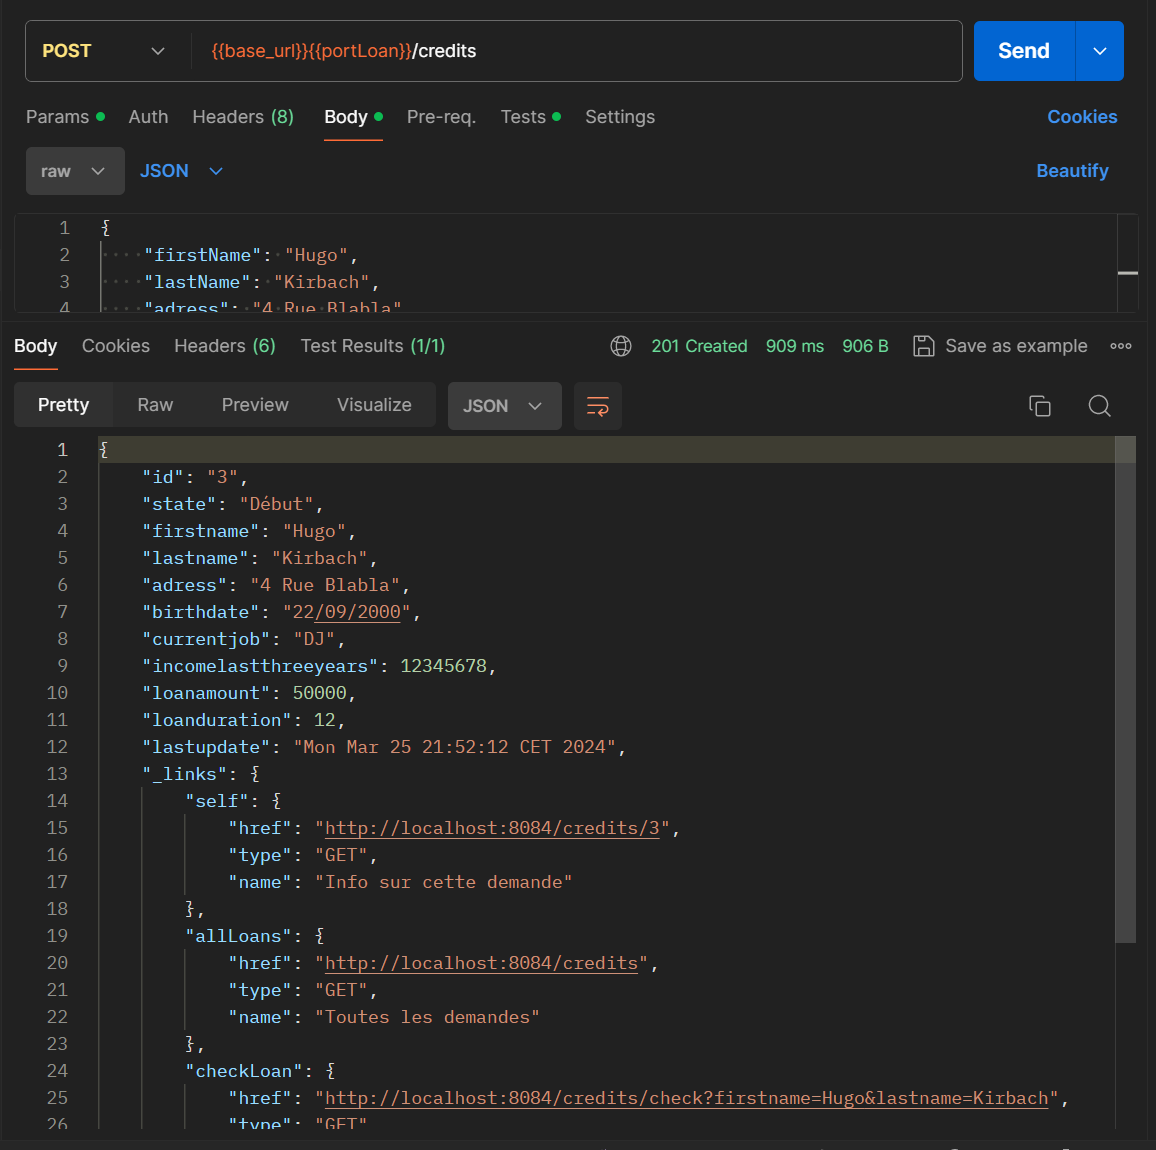 POST {{base_url}}{{portLoan}}/credits Send
Params Auth Headers (8) Body Pre-req. Tests Settings Cookies
raw JSON Beautify
1 {
2 "firstName": "Hugo",
3 "lastName": "Kirbach",
4 "adress": "4 Rue Blabla"
Body Cookies Headers (6) Test Results (1/1) 201 Created 909 ms 906 B Save as example
Pretty Raw Preview Visualize JSON
1 {
2 "id": "3",
3 "state": "Début",
4 "firstname": "Hugo",
5 "lastname": "Kirbach",
6 "adress": "4 Rue Blabla",
7 "birthdate": "22/09/2000",
8 "currentjob": "DJ",
9 "incomelastthreeyears": 12345678,
10 "loanamount": 50000,
11 "loanduration": 12,
12 "lastupdate": "Mon Mar 25 21:52:12 CET 2024",
13 "_links": {
14 "self": {
15 "href": "http://localhost:8084/credits/3",
16 "type": "GET",
17 "name": "Info sur cette demande"
18 },
19 "allLoans": {
20 "href": "http://localhost:8084/credits",
21 "type": "GET",
22 "name": "Toutes les demandes"
23 },
24 "checkLoan": {
25 "href": "http://localhost:8084/credits/check?firstname=Hugo&lastname=Kirbach",
26 "type": "GET"